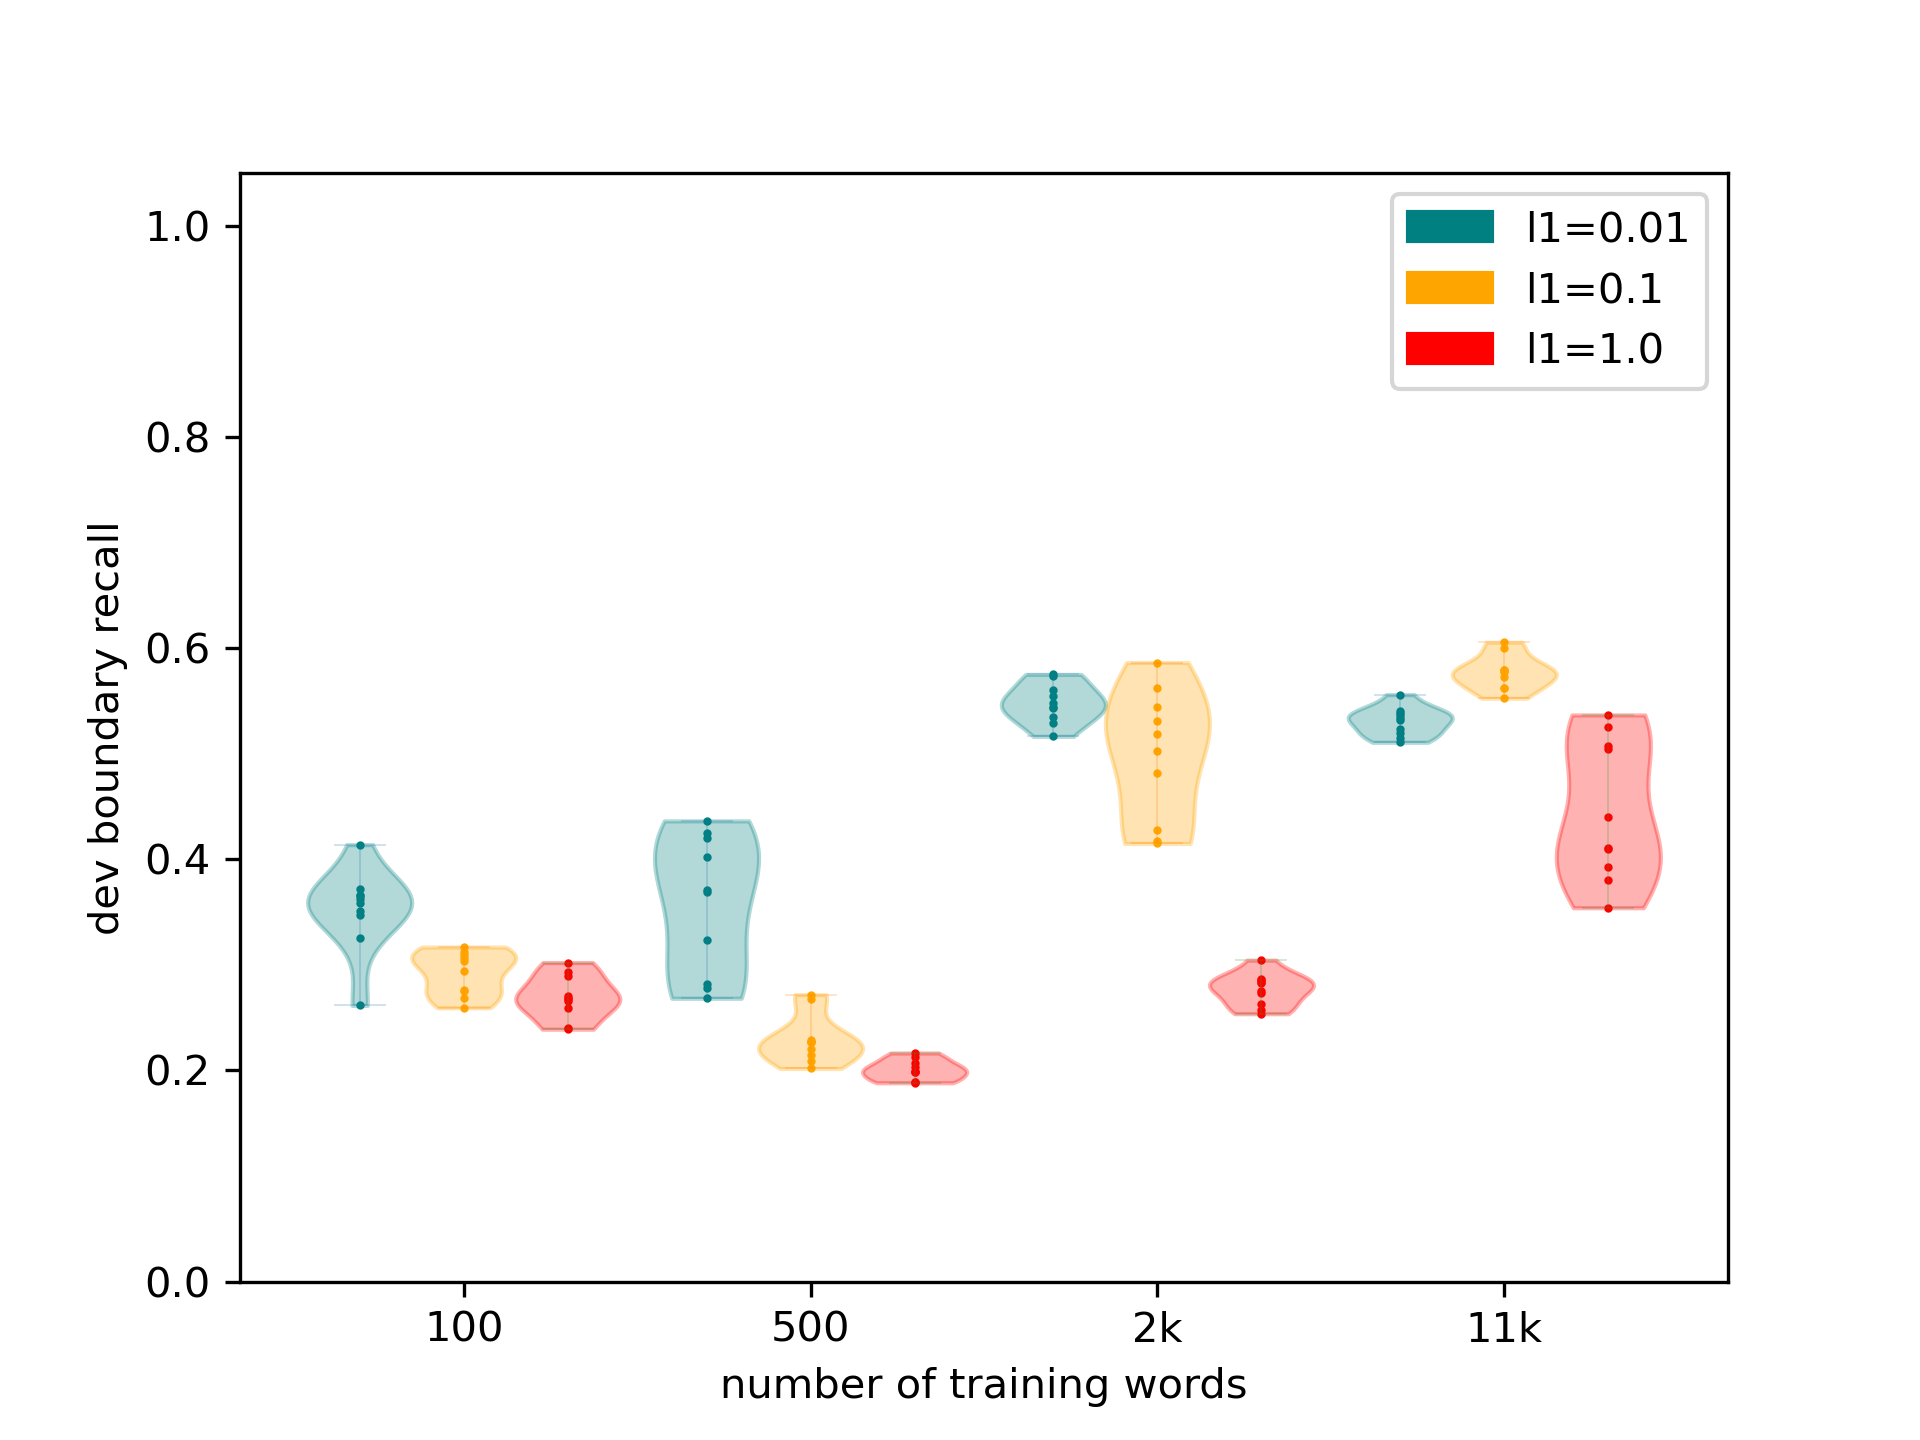 l1=0.01
l1=0.1
l1=1.0
1.0
0.8
0.6
0.4
0.2
0.0
dev boundary recall
100 500 2k 11k
number of training words